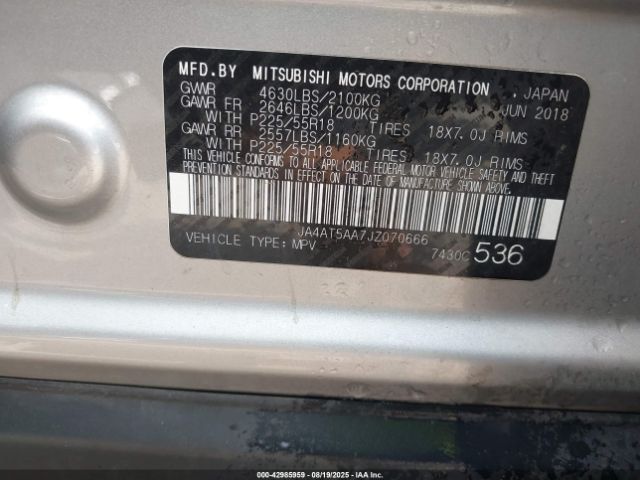 MFD.BY MITSUBISHI MOTORS CORPORATION , JAPAN
GVWR 4630LBS/2100KG JUN 2018
GAWR FR 2646LBS/1200KG
WITH P225/55R18 TIRES 18X7.0J RIMS
GAWR RR 2557LBS/1160KG
WITH P225/55R18 TIRES 18X7.0J RIMS
THIS VEHICLE CONFORMS TO ALL APPLICABLE FEDERAL MOTOR VEHICLE SAFETY AND THEFT
PREVENTION STANDARDS IN EFFECT ON THE DATE OF MANUFACTURE SHOWN ABOVE.
JA4AT5AA7JZ070666
VEHICLE TYPE: MPV 7430C 536
000-42985959 - 08/19/2025 - IAA Inc.